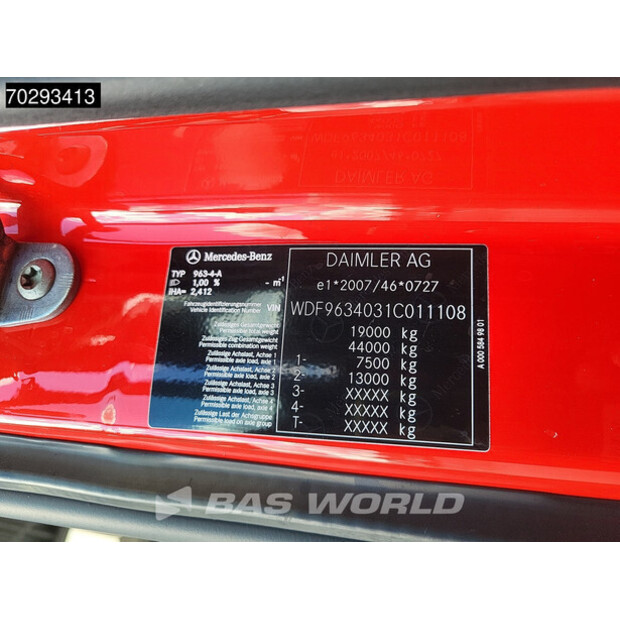 70293413
Mercedes-Benz
TYP 963-4-A
1,00 % - m⁻¹
iHA= 2,412
Fahrzeugidentifizierungsnummer
Vehicle Identification Number VIN
Zulässiges Gesamtgewicht
Permissible total weight
Zulässiges Zug-Gesamtgewicht
Permissible combination weight
Zulässige Achslast, Achse 1
Permissible axle load, axle 1
Zulässige Achslast, Achse 2
Permissible axle load, axle 2
Zulässige Achslast, Achse 3
Permissible axle load, axle 3
Zulässige Achslast, Achse 4
Permissible axle load, axle 4
Zulässige Last der Achsgruppe
Permissible load on axle group
DAIMLER AG
e1*2007/46*0727
WDF9634031C011108
19000 kg
44000 kg
1- 7500 kg
2- 13000 kg
3- XXXXX kg
4- XXXXX kg
T- XXXXX kg
A 000 584 98 01
BAS WORLD